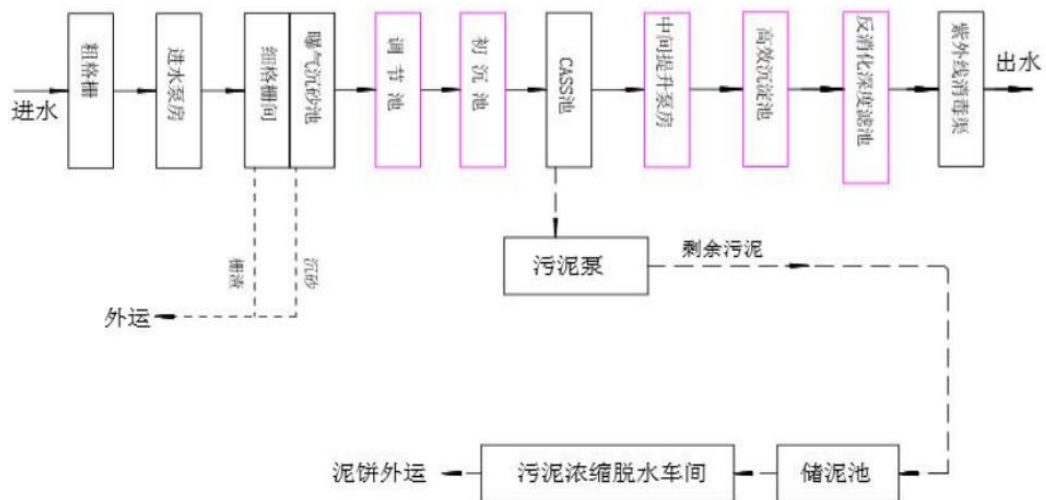 进水
粗格栅
进水泵房
细格栅间
曝气沉砂池
调节池
初沉池
CASS池
中间提升泵房
高效沉淀池
反消化深度滤池
紫外线消毒渠
出水
栅渣
沉砂
外运
污泥泵
剩余污泥
泥饼外运
污泥浓缩脱水车间
储泥池